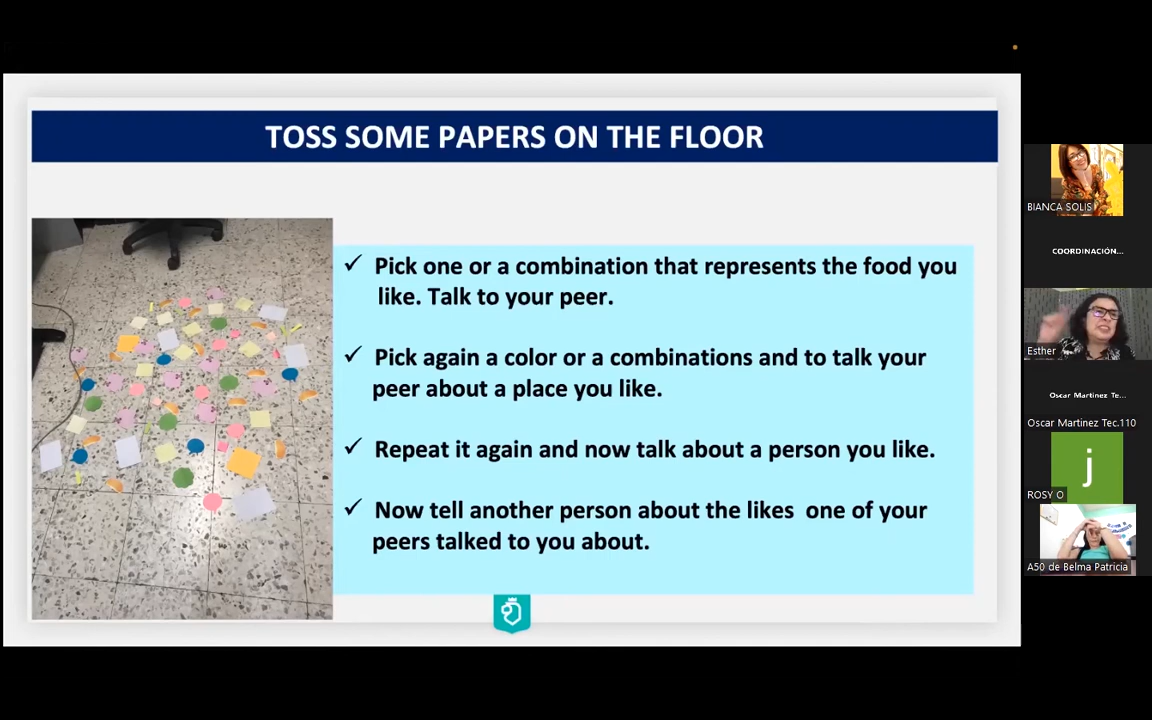 TOSS SOME PAPERS ON THE FLOOR
✓ Pick one or a combination that represents the food you
like. Talk to your peer.
✓ Pick again a color or a combinations and to talk your
peer about a place you like.
✓ Repeat it again and now talk about a person you like.
✓ Now tell another person about the likes one of your
peers talked to you about.
BIANCA SOLIS
COORDINACIÓN...
Esther
Oscar Martinez Te...
Oscar Martinez Tec.110
j
ROSY O
A50 de Belma Patricia